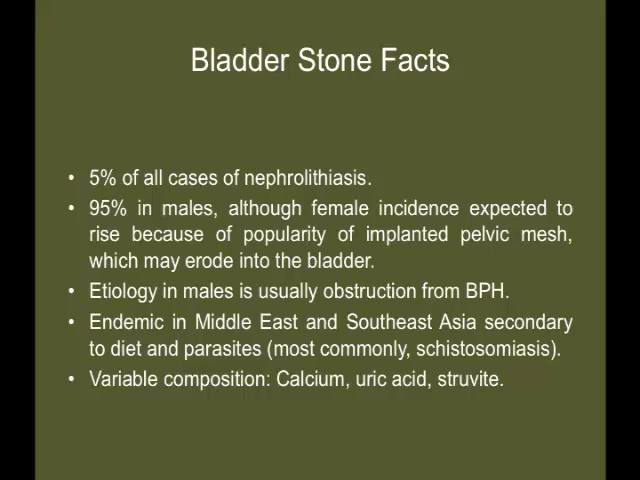 Bladder Stone Facts
• 5% of all cases of nephrolithiasis.
• 95% in males, although female incidence expected to
rise because of popularity of implanted pelvic mesh,
which may erode into the bladder.
• Etiology in males is usually obstruction from BPH.
• Endemic in Middle East and Southeast Asia secondary
to diet and parasites (most commonly, schistosomiasis).
• Variable composition: Calcium, uric acid, struvite.